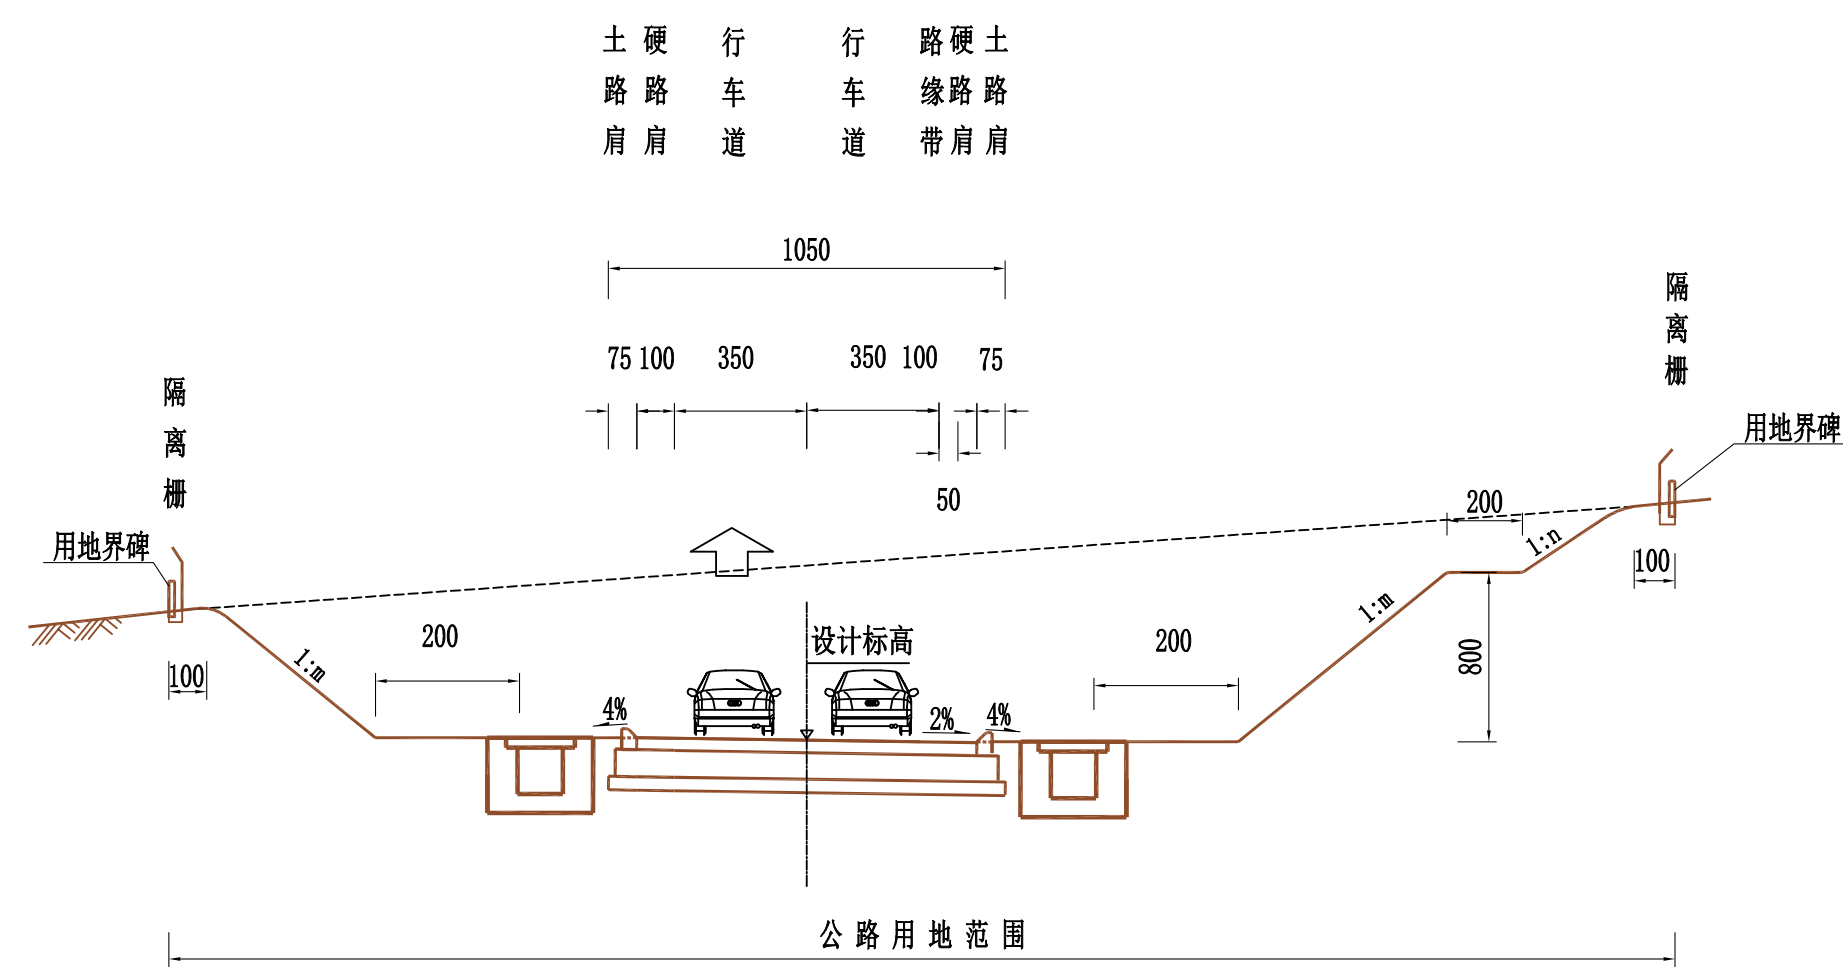 土路肩
硬路肩
行车道
行车道
路缘带
硬路肩
土路肩
1050
75
100
350
350
100
75
50
隔离栅
用地界碑
隔离栅
用地界碑
200
1:n
100
1:m
800
200
1:m
100
设计标高
200
4%
2%
4%
公路用地范围